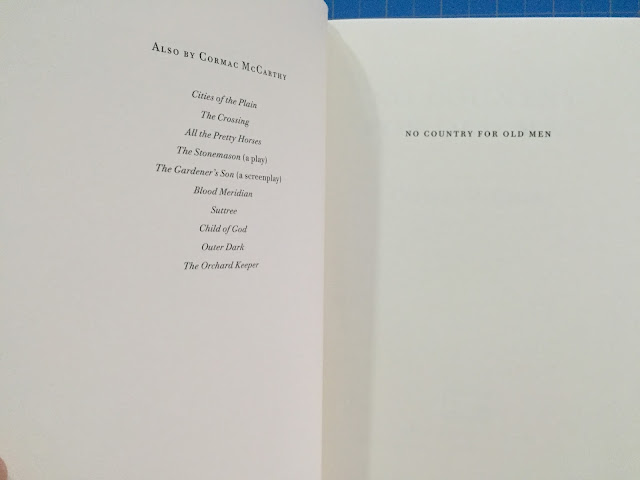 ALSO BY CORMAC MCCARTHY
Cities of the Plain
The Crossing
All the Pretty Horses
The Stonemason (a play)
The Gardener's Son (a screenplay)
Blood Meridian
Suttree
Child of God
Outer Dark
The Orchard Keeper
NO COUNTRY FOR OLD MEN